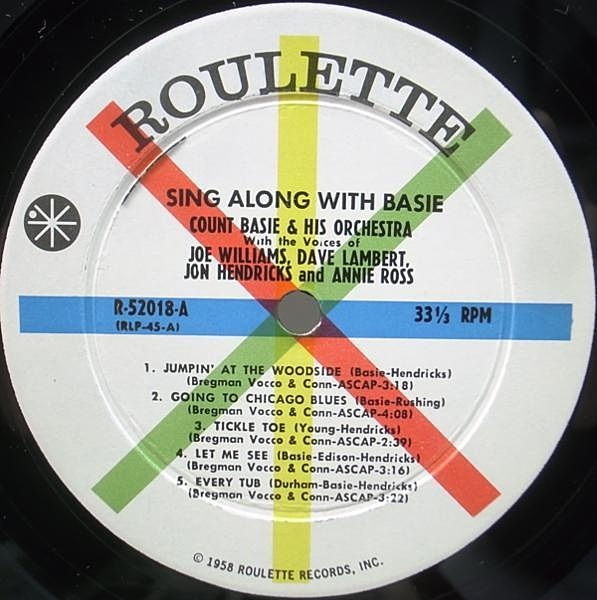 ROULETTE
SING ALONG WITH BASIE
COUNT BASIE & HIS ORCHESTRA
With the Voices of
JOE WILLIAMS, DAVE LAMBERT,
JON HENDRICKS and ANNIE ROSS
R-52018-A
(RLP-45-A)
33⅓ RPM
1. JUMPIN' AT THE WOODSIDE (Basie-Hendricks)
(Bregman Vocco & Conn-ASCAP-3:18)
2. GOING TO CHICAGO BLUES (Basie-Rushing)
(Bregman Vocco & Conn-ASCAP-4:08)
3. TICKLE TOE (Young-Hendricks)
(Bregman Vocco & Conn-ASCAP-2:39)
4. LET ME SEE (Basie-Edison-Hendricks)
(Bregman Vocco & Conn-ASCAP-3:16)
5. EVERY TUB (Durham-Basie-Hendricks)
(Bregman Vocco & Conn-ASCAP-3:22)
© 1958 ROULETTE RECORDS, INC.